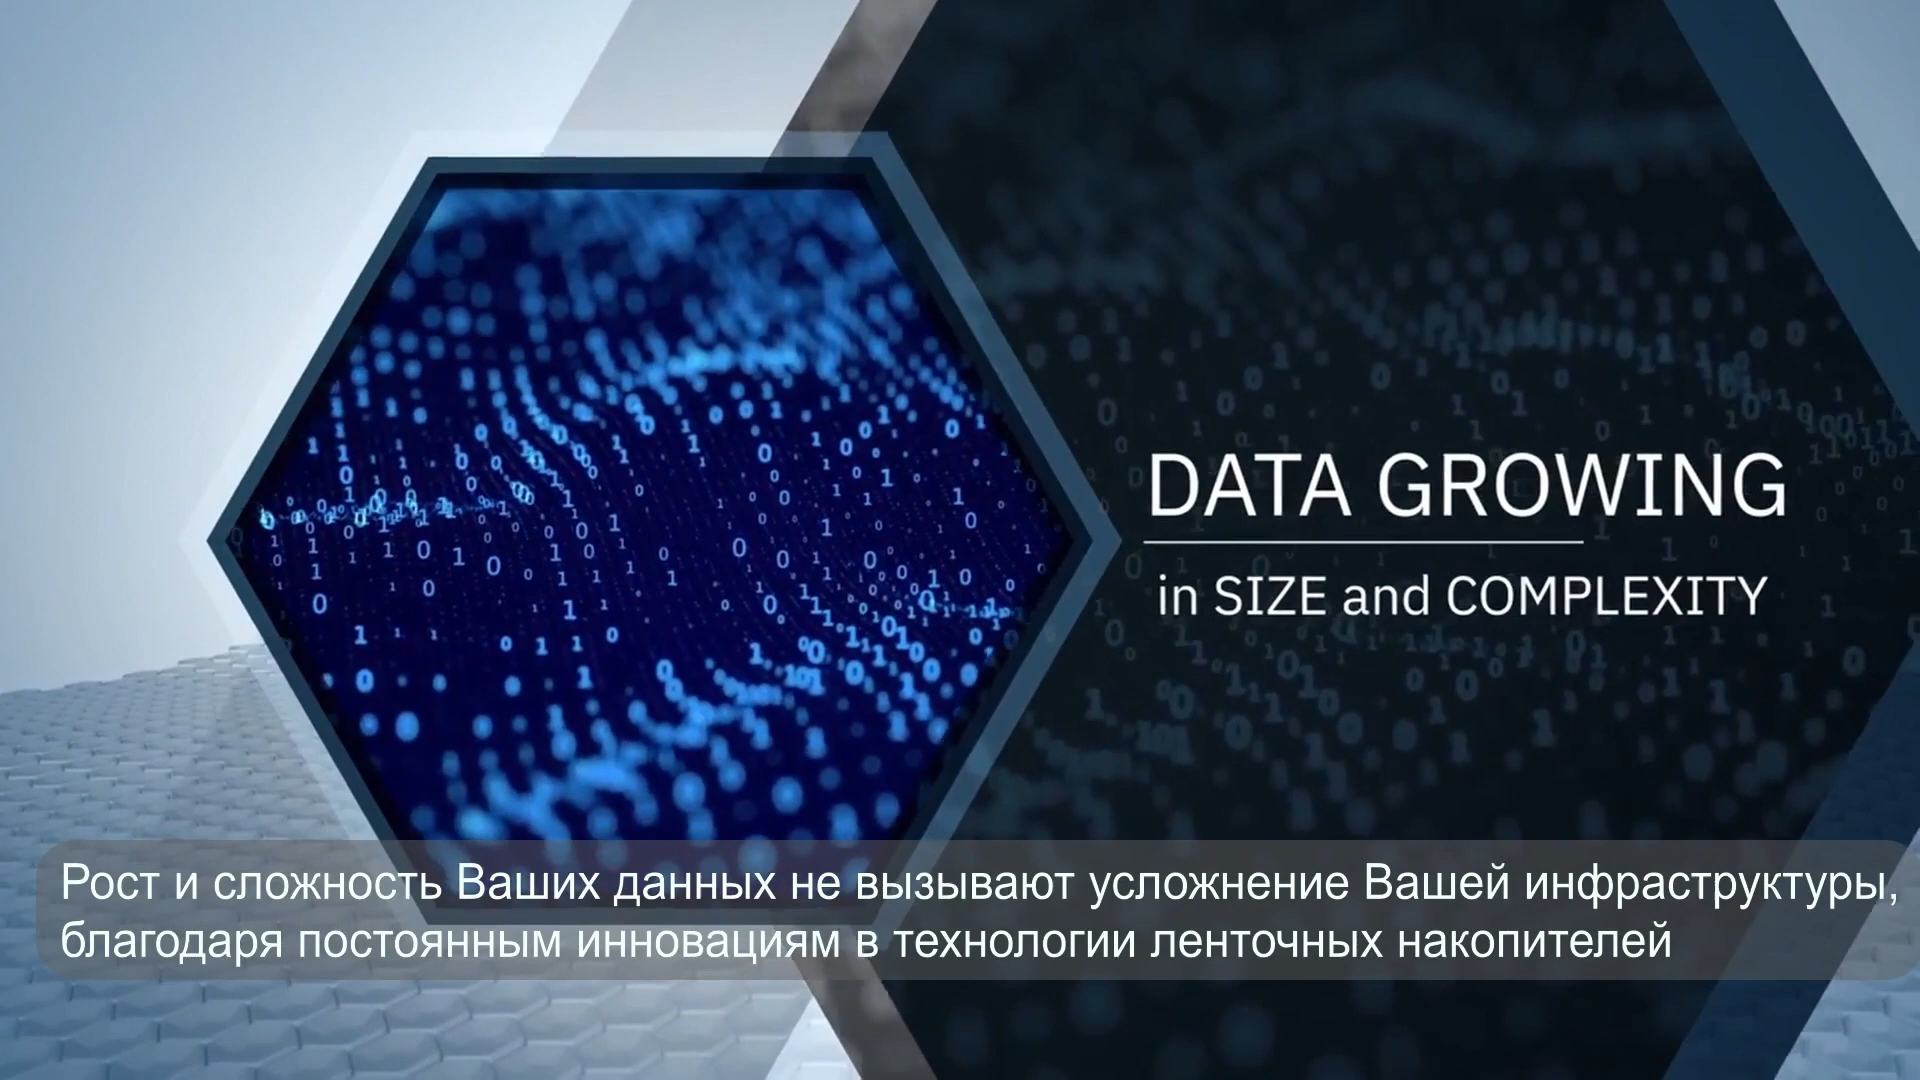 DATA GROWING
in SIZE and COMPLEXITY
Рост и сложность Ваших данных не вызывают усложнение Вашей инфраструктуры,
благодаря постоянным инновациям в технологии ленточных накопителей